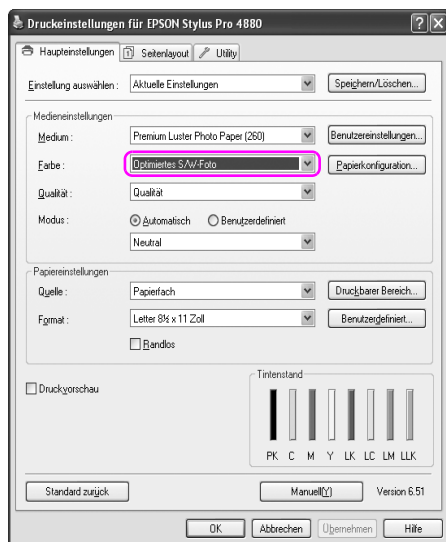 Druckeinstellungen für EPSON Stylus Pro 4880
Haupteinstellungen Seitenlayout Utility
Einstellung auswählen : Aktuelle Einstellungen Speichern/Löschen...
Medieneinstellungen
Medium : Premium Luster Photo Paper (260) Benutzereinstellungen...
Farbe : Optimiertes S/W-Foto Papierkonfiguration...
Qualität : Qualität
Modus : Automatisch Benutzerdefiniert
Neutral
Papiereinstellungen
Quelle : Papierfach Druckbarer Bereich...
Format : Letter 8½ x 11 Zoll Benutzerdefiniert...
Randlos
Druckvorschau
Tintenstand
PK C M Y LK LC LM LLK
Standard zurück Manuell(Y) Version 6.51
OK Abbrechen Übernehmen Hilfe